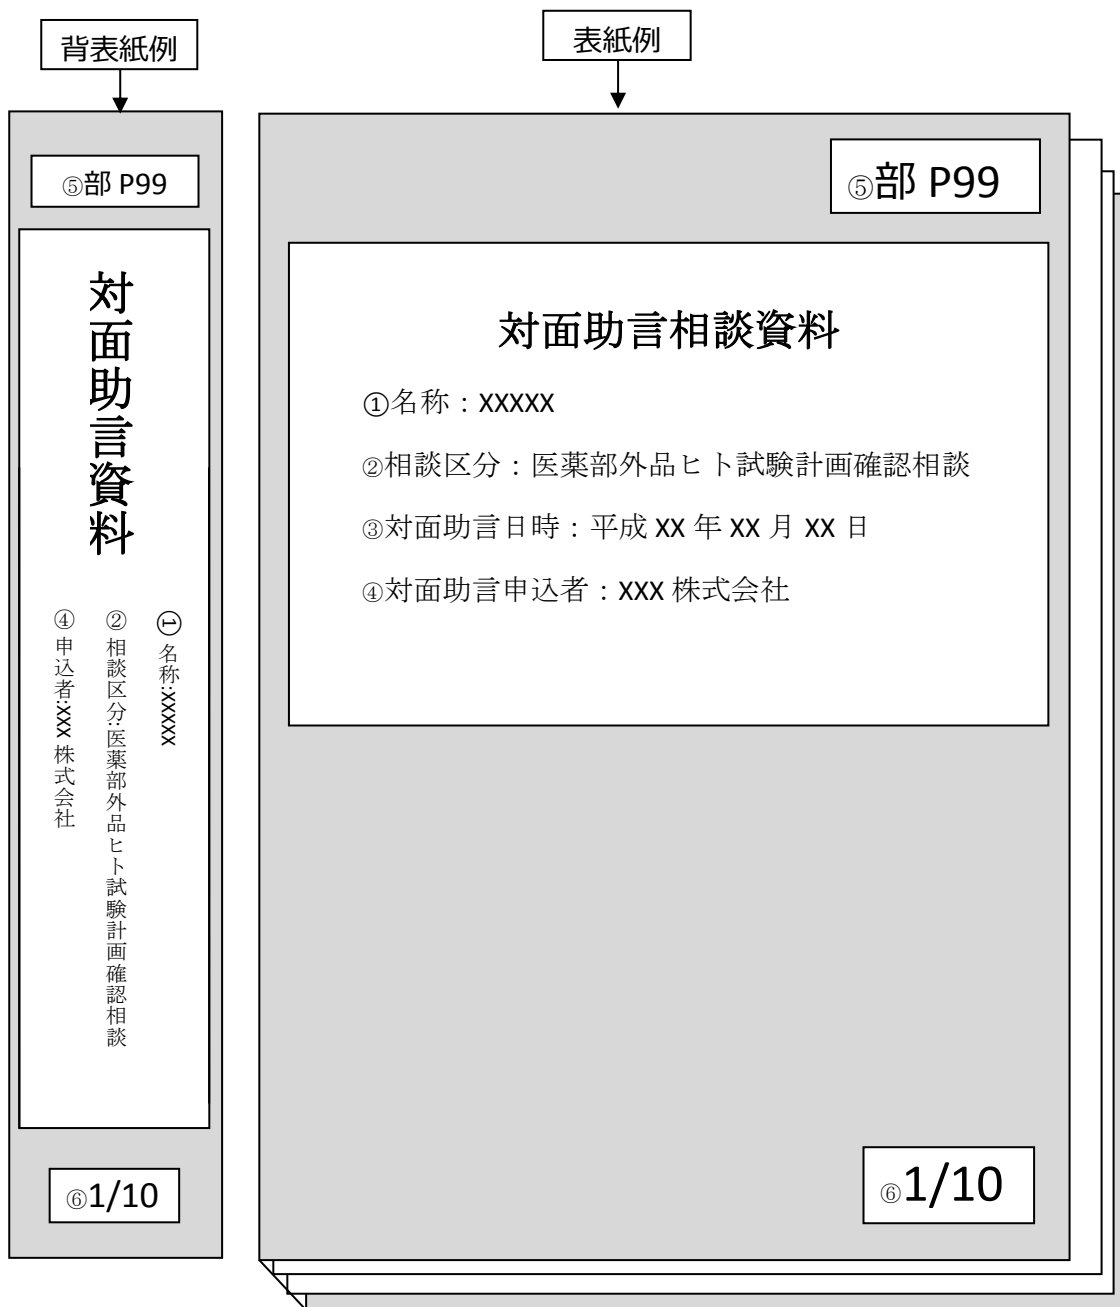 背表紙例
⑤部 P99
対面助言資料
①名称:XXXXX
②相談区分:医薬部外品ヒト試験計画確認相談
④申込者:XXX 株式会社
⑥1/10
表紙例
⑤部 P99
対面助言相談資料
①名称：XXXXX
②相談区分：医薬部外品ヒト試験計画確認相談
③対面助言日時：平成 XX 年 XX 月 XX 日
④対面助言申込者：XXX 株式会社
⑥1/10